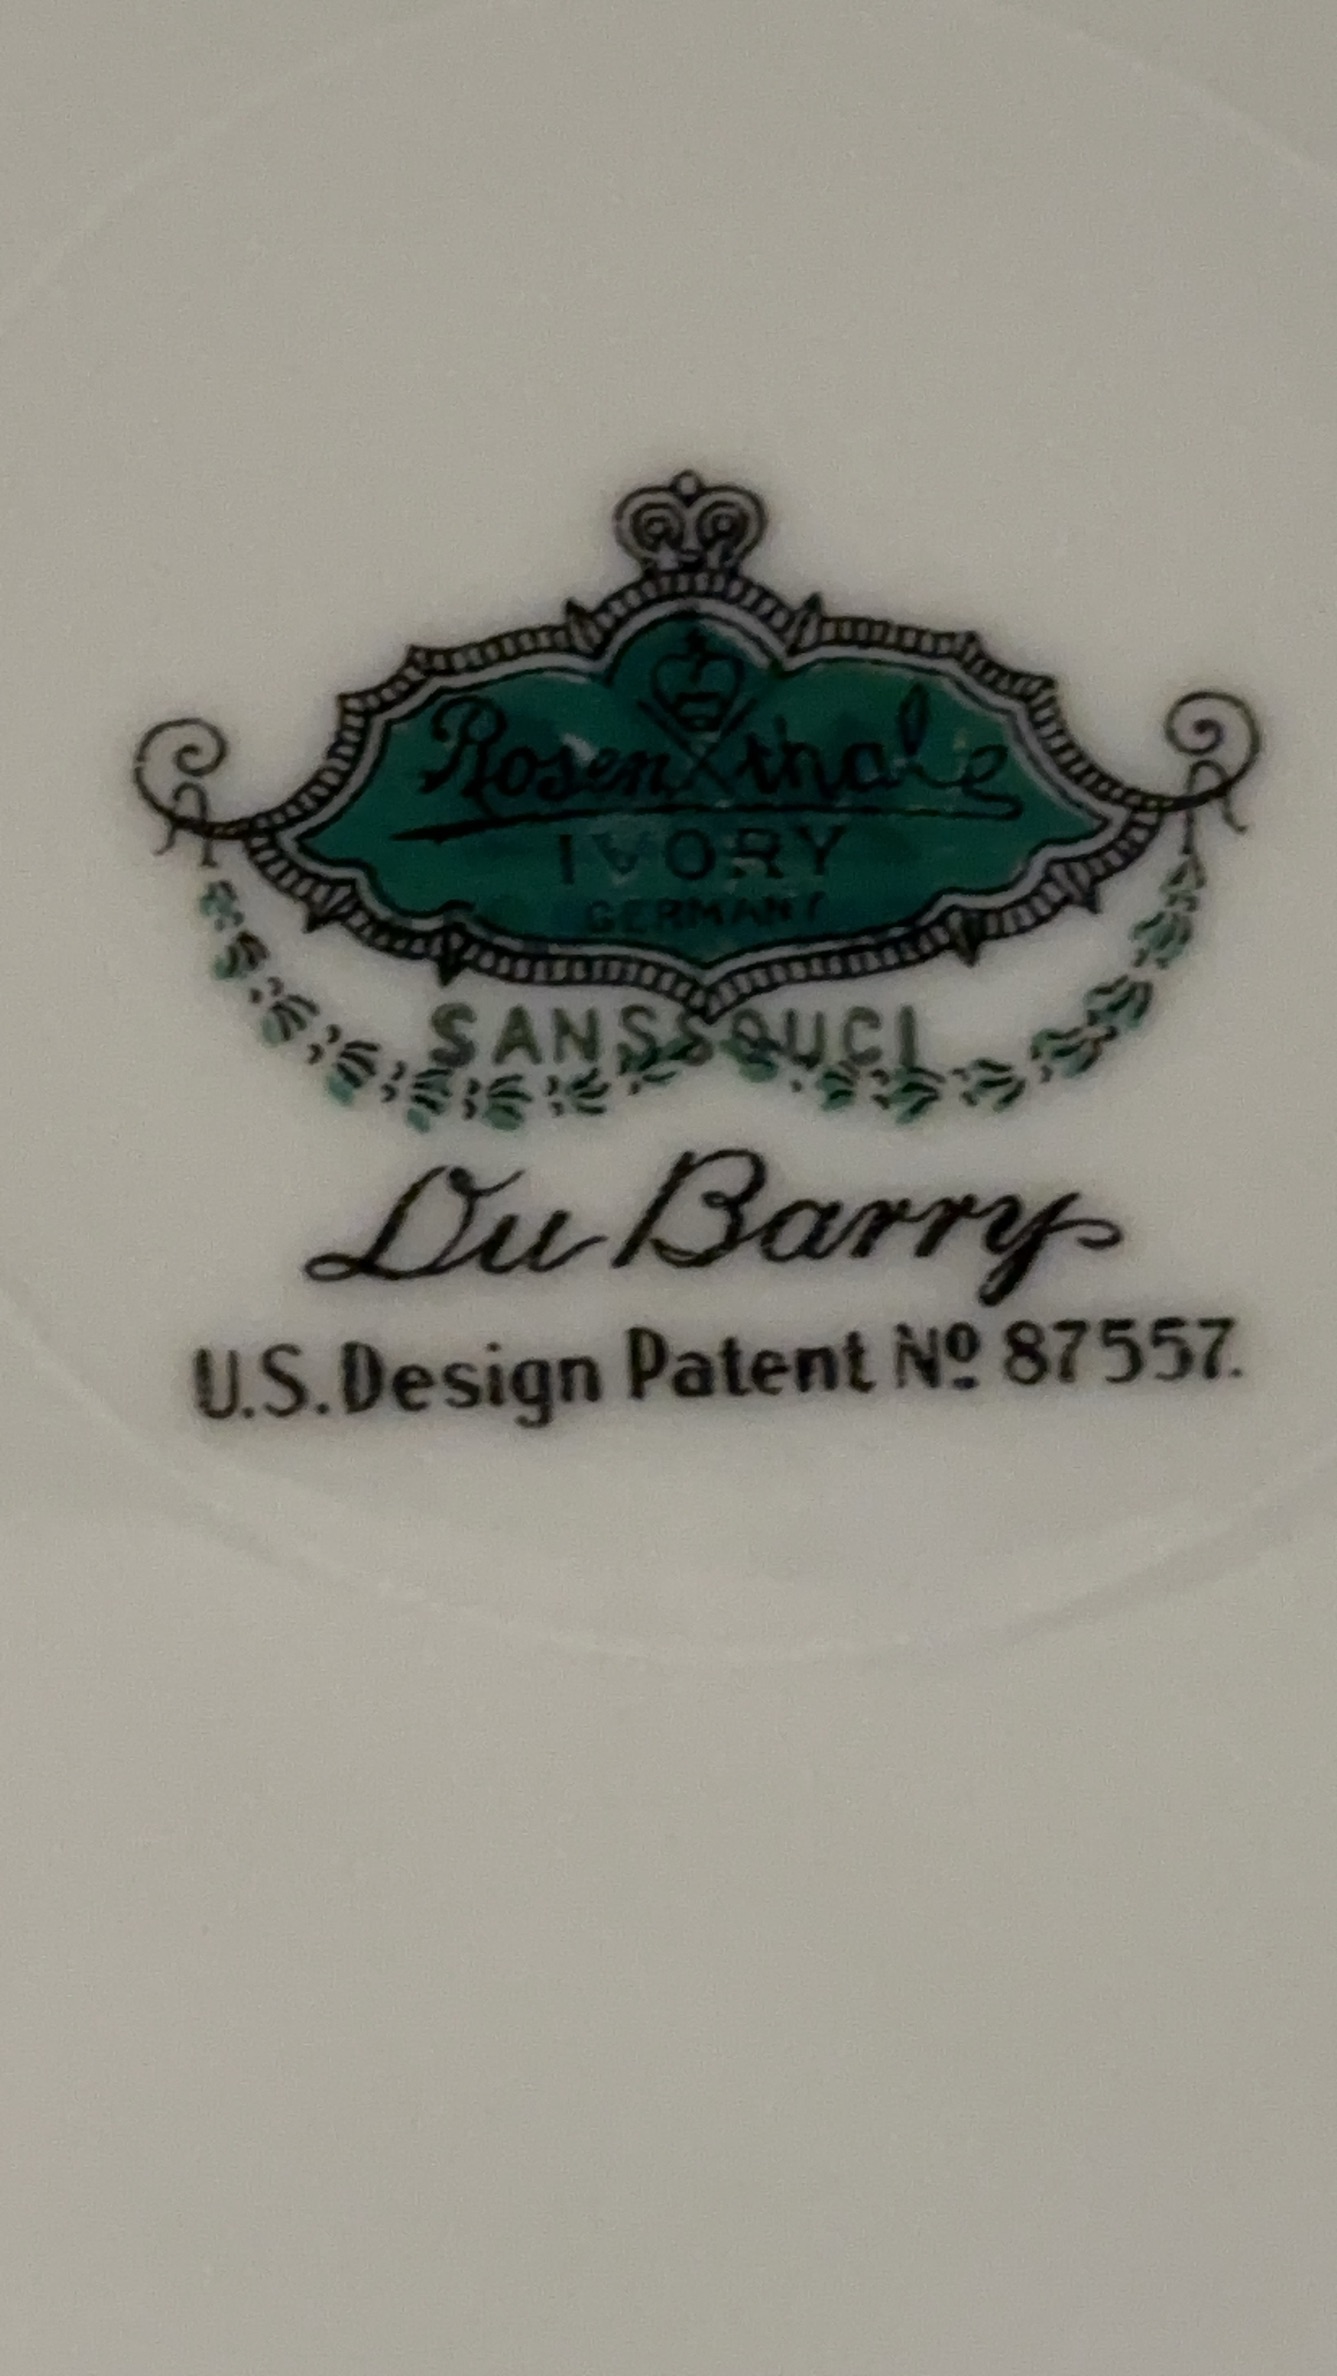 Rosenthal
IVORY
GERMANY
SANSSOUCI
Du Barry
U.S. Design Patent Nº 87557.